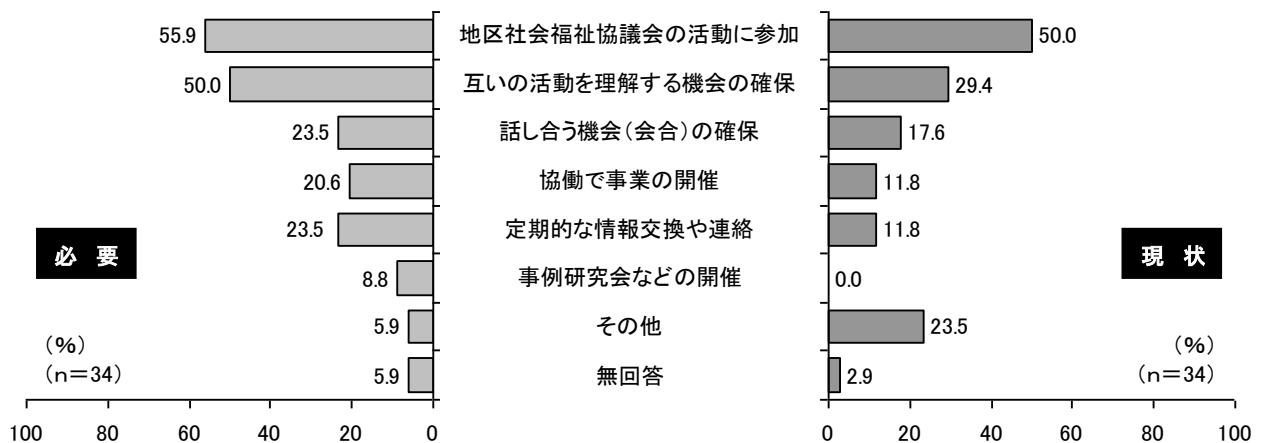 55.9 地区社会福祉協議会の活動に参加 50.0
50.0 互いの活動を理解する機会の確保 29.4
23.5 話し合う機会(会合)の確保 17.6
20.6 協働で事業の開催 11.8
23.5 定期的な情報交換や連絡 11.8
必 要
現 状
8.8 事例研究会などの開催 0.0
5.9 その他 23.5
(%)
(%)
5.9 無回答 2.9
(n=34)
(n=34)
100 80 60 40 20 0
0 20 40 60 80 100